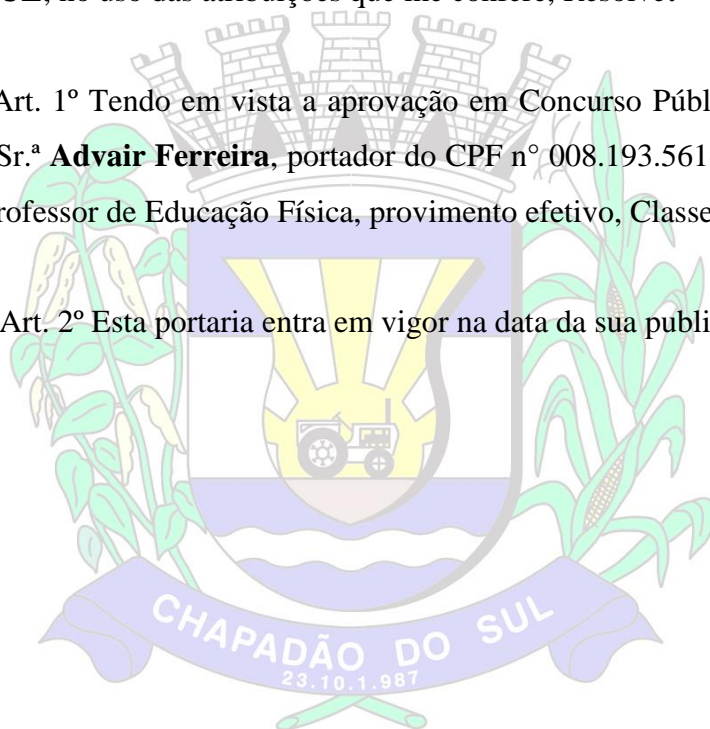 no uso das atribuições que me confere, Resolve:
Art. 1º Tendo em vista a aprovação em Concurso Públ
Sr.ª Advair Ferreira, portador do CPF n° 008.193.561
rofessor de Educação Física, provimento efetivo, Classe
Art. 2º Esta portaria entra em vigor na data da sua publi
CHAPADÃO DO SUL
23.10.1.987